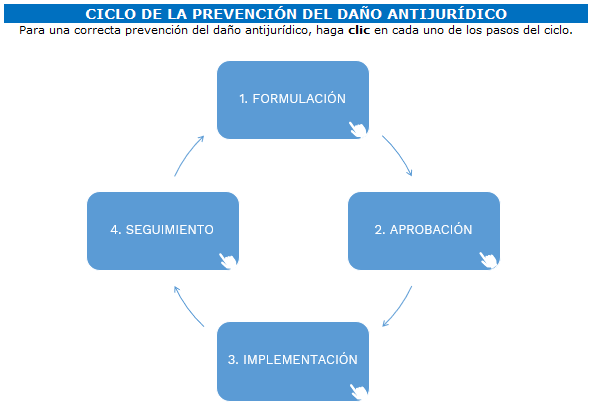 CICLO DE LA PREVENCIÓN DEL DAÑO ANTIJURÍDICO
Para una correcta prevención del daño antijurídico, haga clic en cada uno de los pasos del ciclo.
1. FORMULACIÓN
2. APROBACIÓN
3. IMPLEMENTACIÓN
4. SEGUIMIENTO